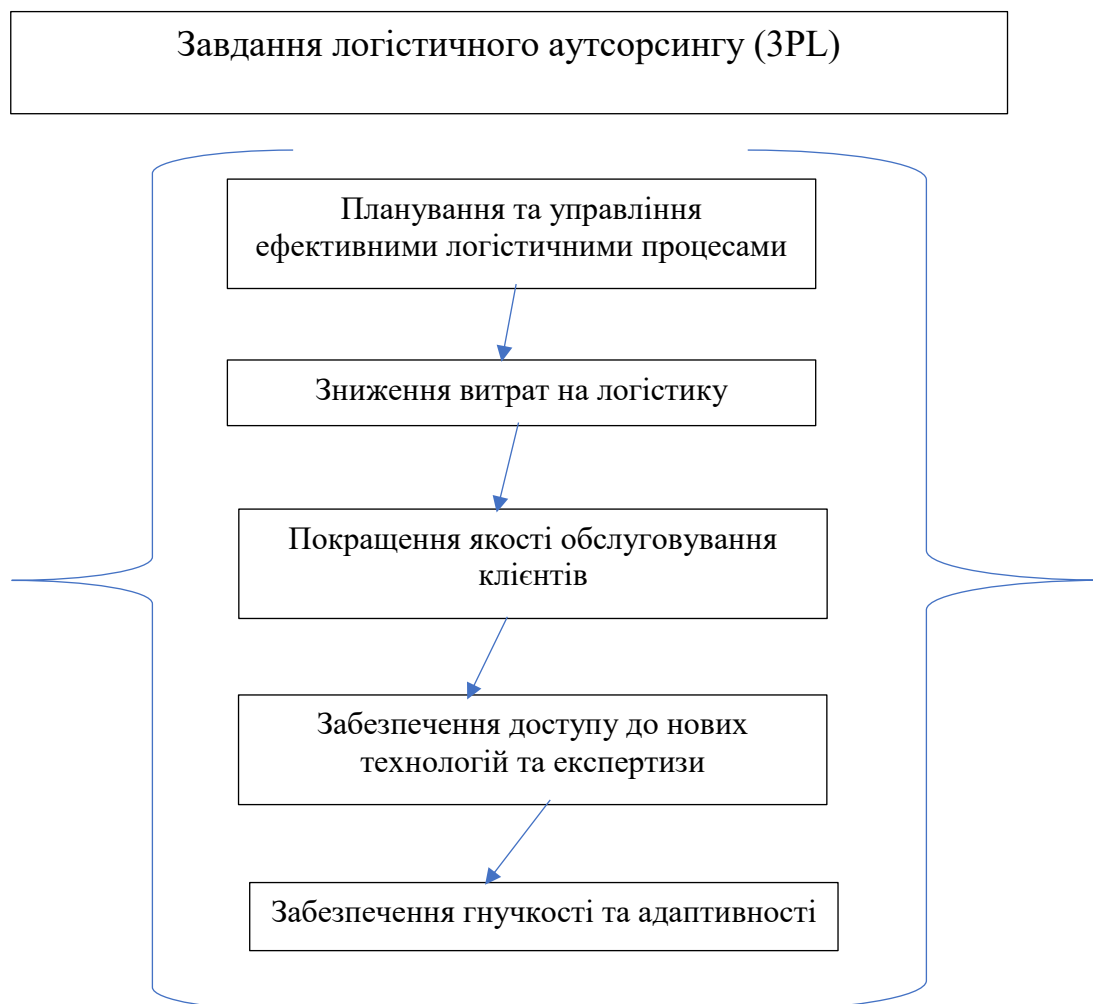 Завдання логістичного аутсорсингу (3PL)
Планування та управління
ефективними логістичними процесами
Зниження витрат на логістику
Покращення якості обслуговування
клієнтів
Забезпечення доступу до нових
технологій та експертизи
Забезпечення гнучкості та адаптивності